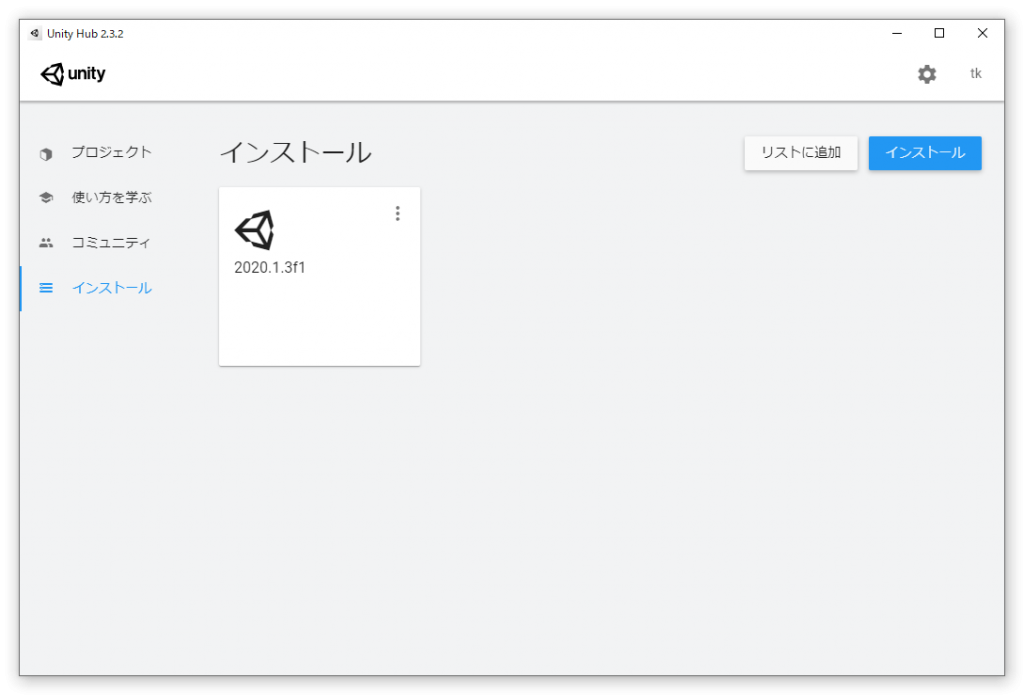 Unity Hub 2.3.2
unity
tk
プロジェクト
使い方を学ぶ
コミュニティ
インストール
インストール
リストに追加
インストール
2020.1.3f1